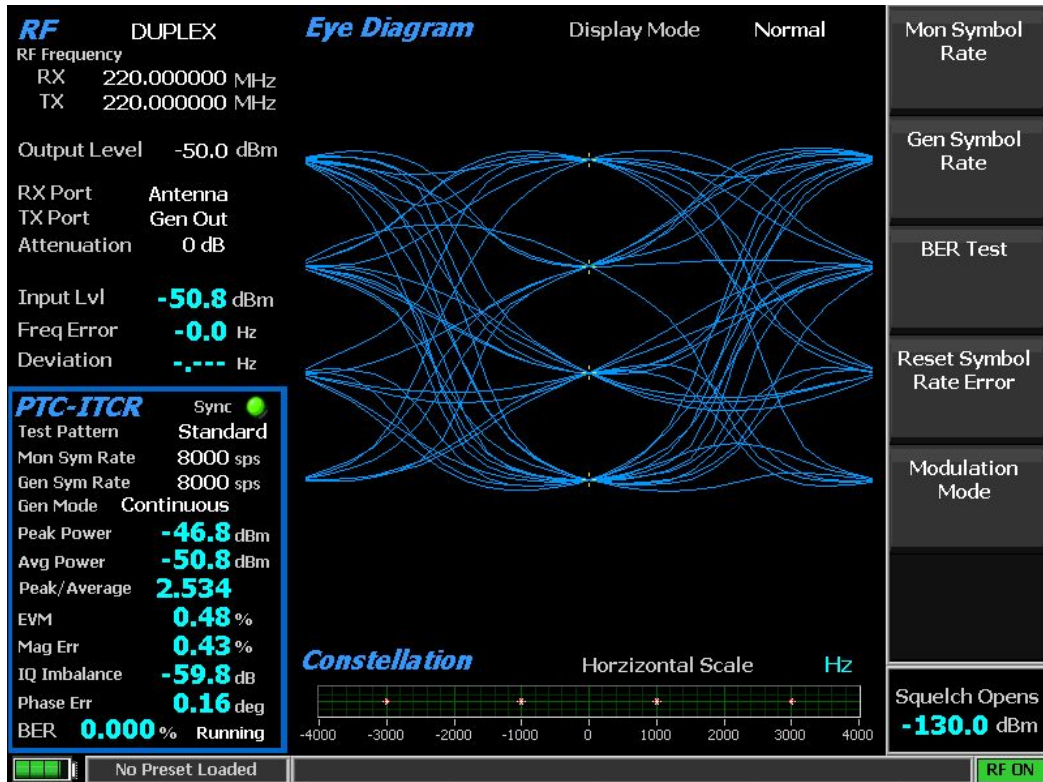 RF DUPLEX
RF Frequency
RX 220.000000 MHz
TX 220.000000 MHz
Output Level -50.0 dBm
RX Port Antenna
TX Port Gen Out
Attenuation 0 dB
Input Lvl -50.8 dBm
Freq Error -0.0 Hz
Deviation -.--- Hz
PTC-ITCR Sync
Test Pattern Standard
Mon Sym Rate 8000 sps
Gen Sym Rate 8000 sps
Gen Mode Continuous
Peak Power -46.8 dBm
Avg Power -50.8 dBm
Peak/Average 2.534
EVM 0.48 %
Mag Err 0.43 %
IQ Imbalance -59.8 dB
Phase Err 0.16 deg
BER 0.000 % Running
Eye Diagram Display Mode Normal
Constellation Horzizontal Scale Hz
-4000 -3000 -2000 -1000 0 1000 2000 3000 4000
Mon Symbol
Rate
Gen Symbol
Rate
BER Test
Reset Symbol
Rate Error
Modulation
Mode
Squelch Opens
-130.0 dBm
No Preset Loaded
RF ON